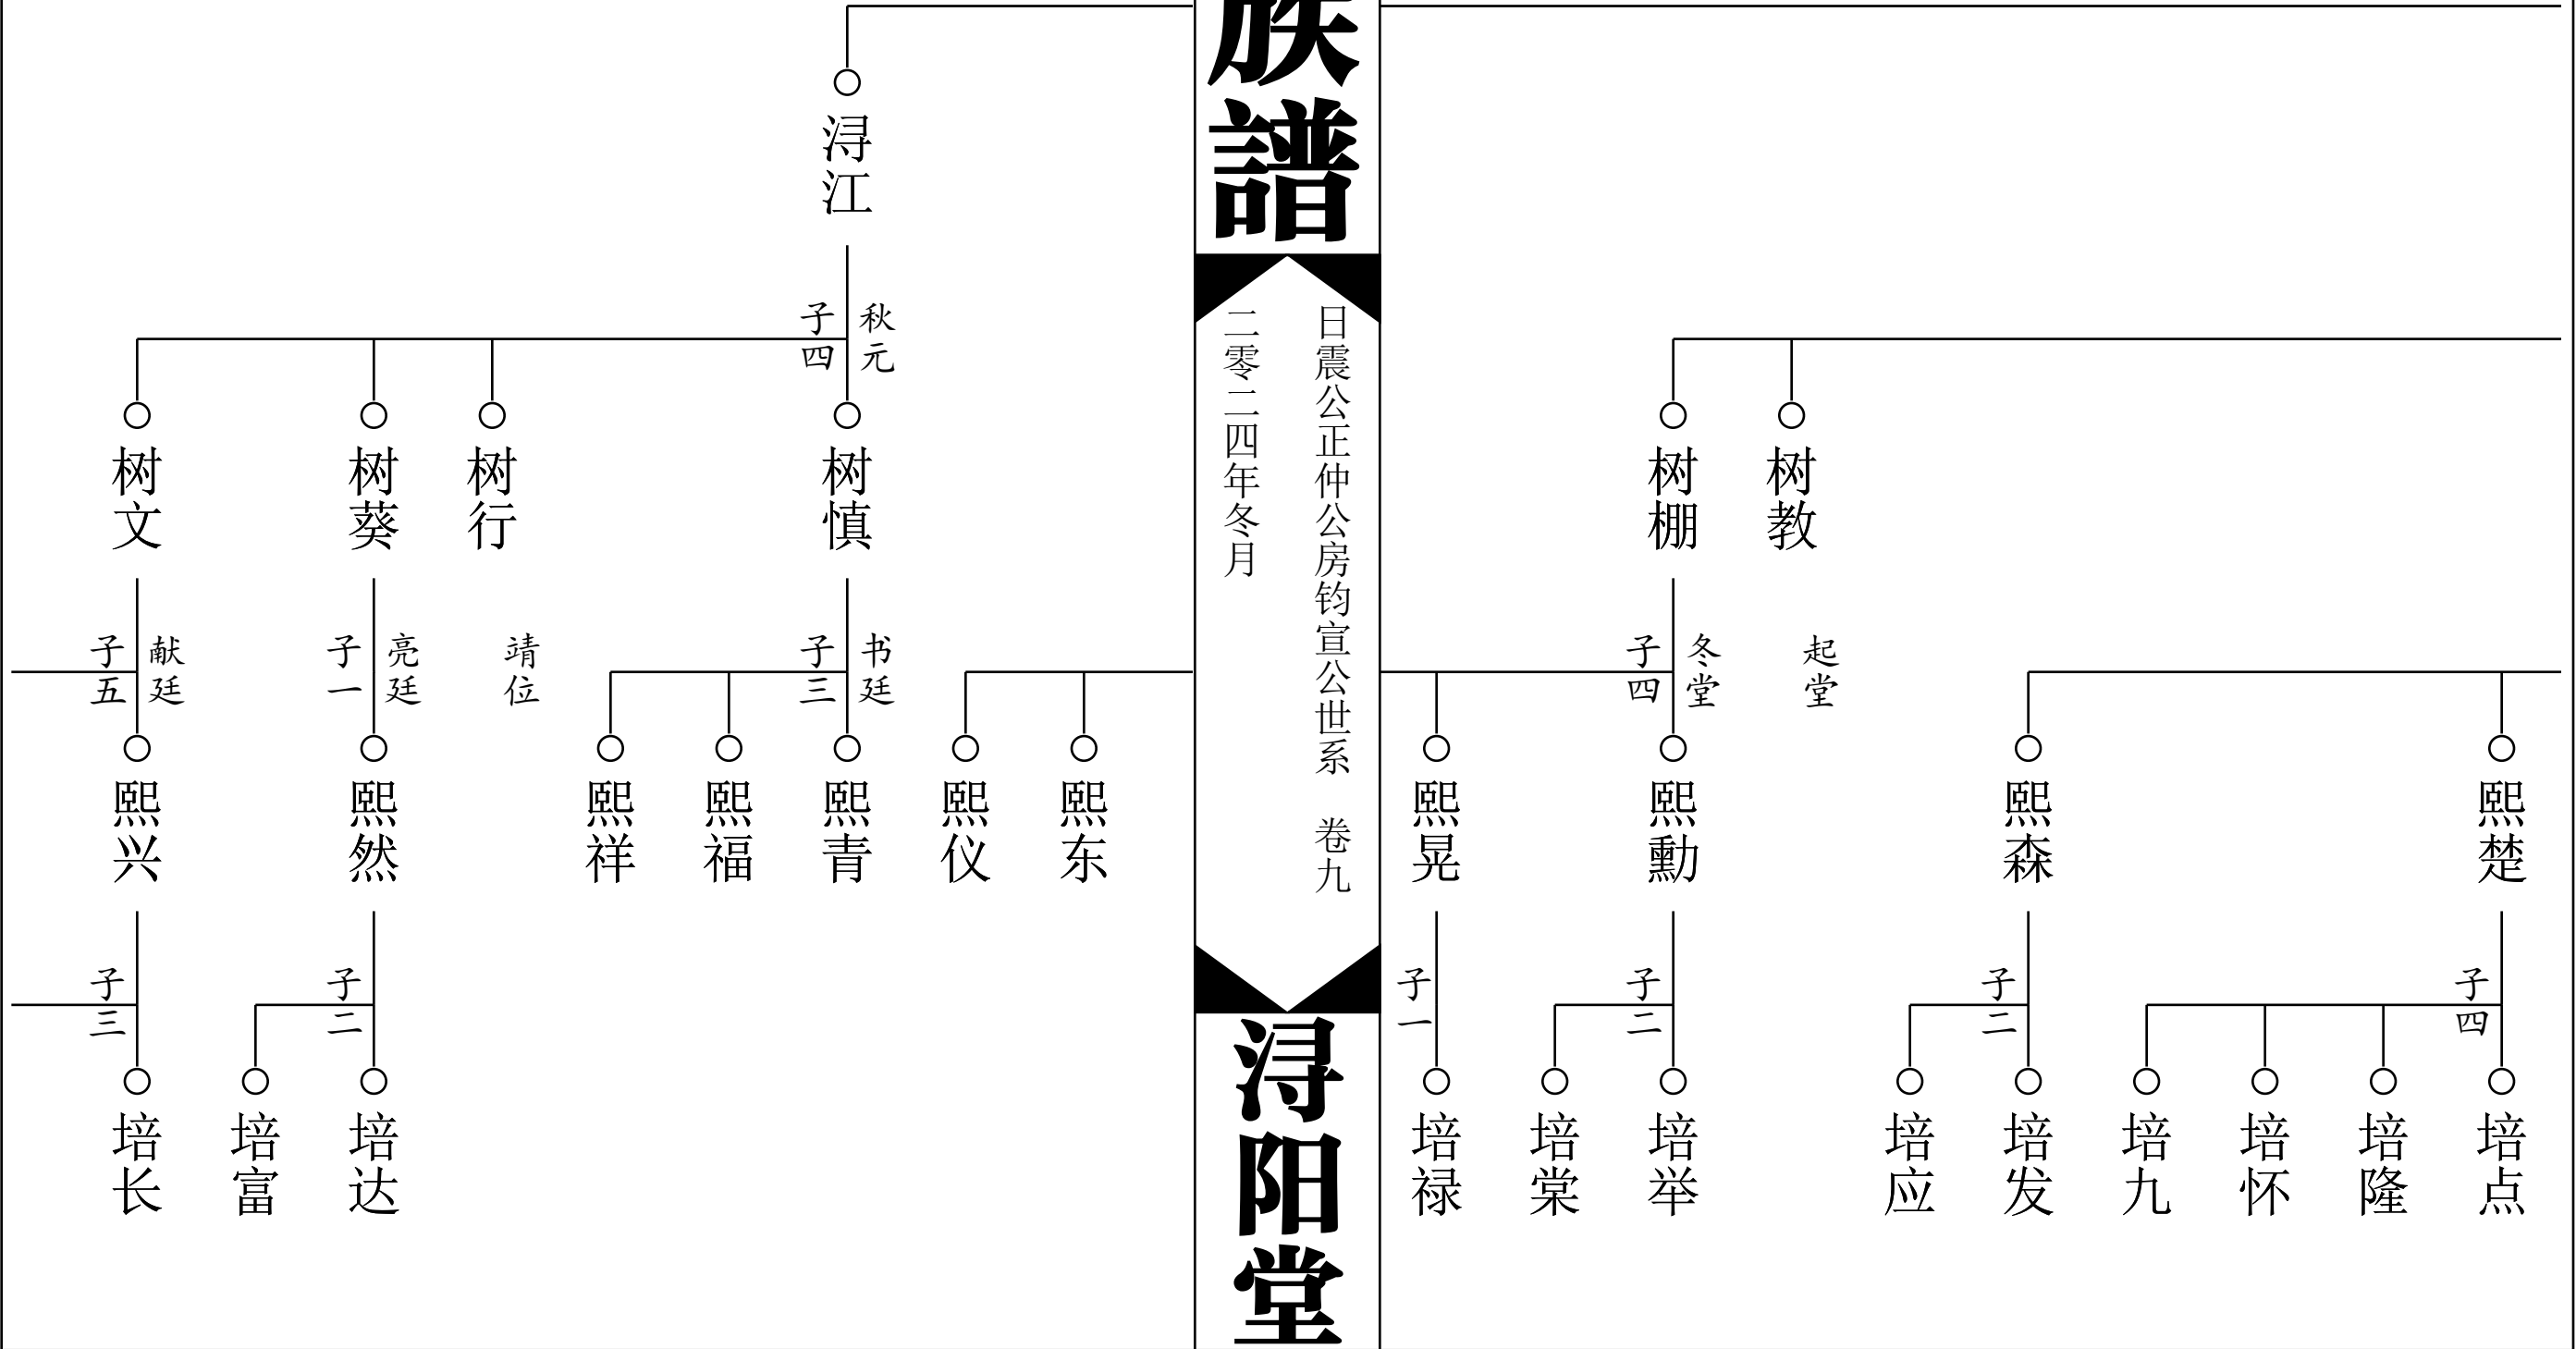 树教
起堂
树棚
冬堂
子四
熙楚
子四
熙森
子二
熙勳
子二
熙晃
子一
培点
培隆
培怀
培九
培发
培应
培举
培棠
培禄
族譜
日震公正仲公房钧宣公世系 卷九
二零二四年冬月
浔阳堂
浔江
秋元
子四
树慎
书廷
子三
树行
靖位
树葵
亮廷
子一
树文
献廷
子五
熙东
熙仪
熙青
熙福
熙祥
熙然
子二
熙兴
子三
培达
培富
培长